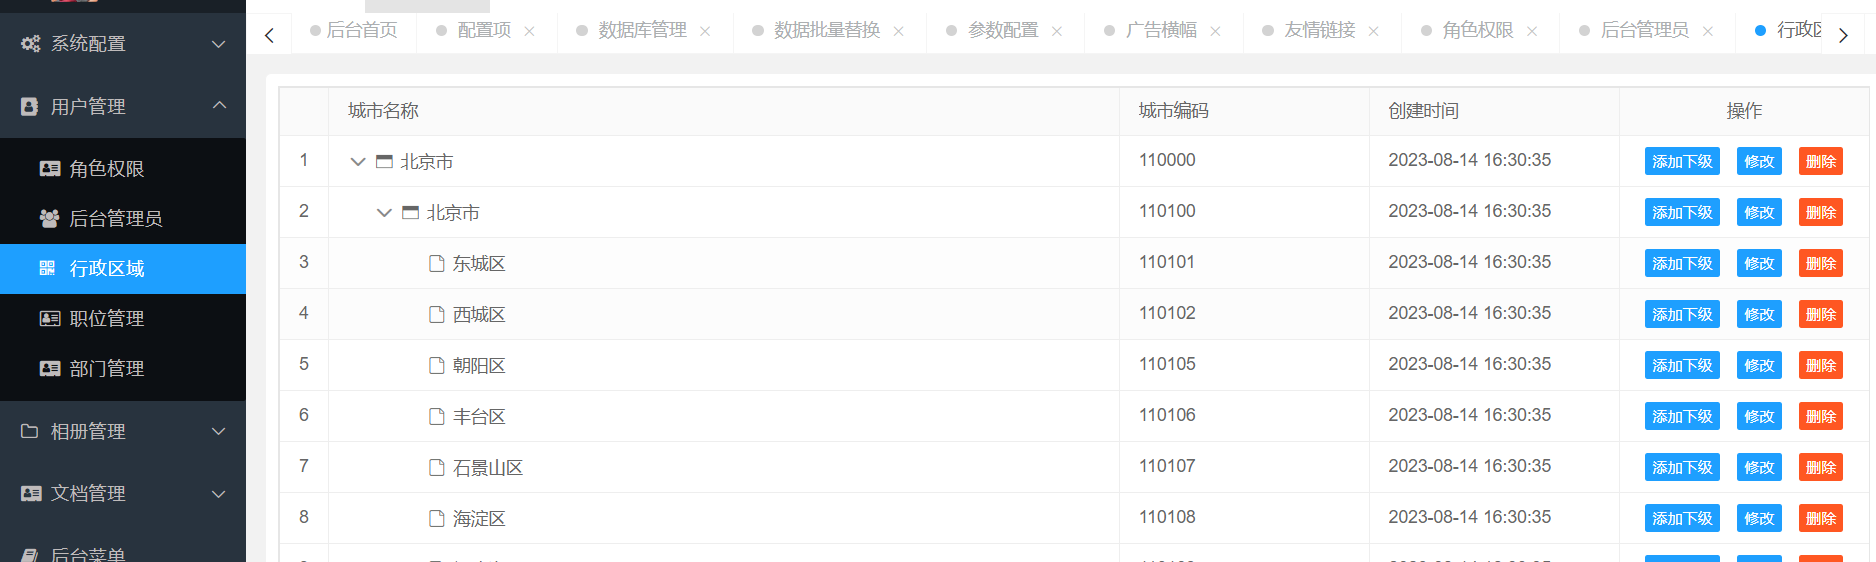 系统配置
用户管理
角色权限
后台管理员
行政区域
职位管理
部门管理
相册管理
文档管理
后台菜单
后台首页 配置项 数据库管理 数据批量替换 参数配置 广告横幅 友情链接 角色权限 后台管理员 行政区
城市名称 城市编码 创建时间 操作
1 北京市 110000 2023-08-14 16:30:35 添加下级 修改 删除
2 北京市 110100 2023-08-14 16:30:35 添加下级 修改 删除
3 东城区 110101 2023-08-14 16:30:35 添加下级 修改 删除
4 西城区 110102 2023-08-14 16:30:35 添加下级 修改 删除
5 朝阳区 110105 2023-08-14 16:30:35 添加下级 修改 删除
6 丰台区 110106 2023-08-14 16:30:35 添加下级 修改 删除
7 石景山区 110107 2023-08-14 16:30:35 添加下级 修改 删除
8 海淀区 110108 2023-08-14 16:30:35 添加下级 修改 删除